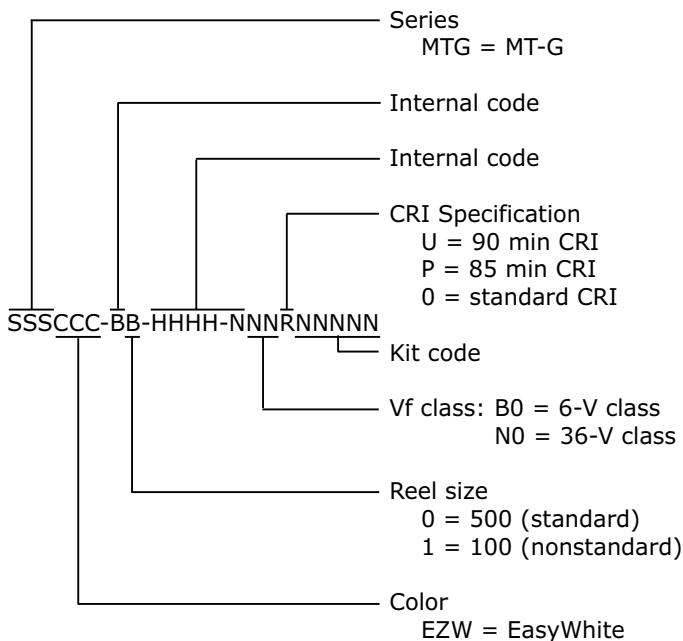 Series
MTG = MT-G
Internal code
Internal code
CRI Specification
U = 90 min CRI
P = 85 min CRI
0 = standard CRI
SSSCCC-BB-HHHH-NNNRNNNNN
Kit code
Vf class: B0 = 6-V class
N0 = 36-V class
Reel size
0 = 500 (standard)
1 = 100 (nonstandard)
Color
EZW = EasyWhite